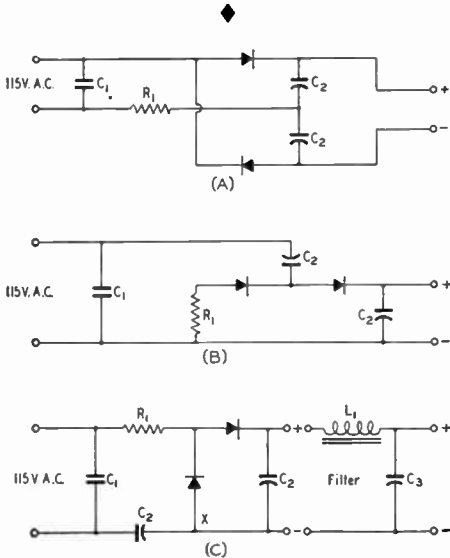 C₁
C₂
+
115V. A.C.
R₁
C₂
-
(A)
C₂
+
115V. A.C.
C₁
R₁
C₂
-
(B)
R₁
+
L₁
+
115V A.C.
C₁
C₂
Filter
C₃
C₂
X
-
-
(C)